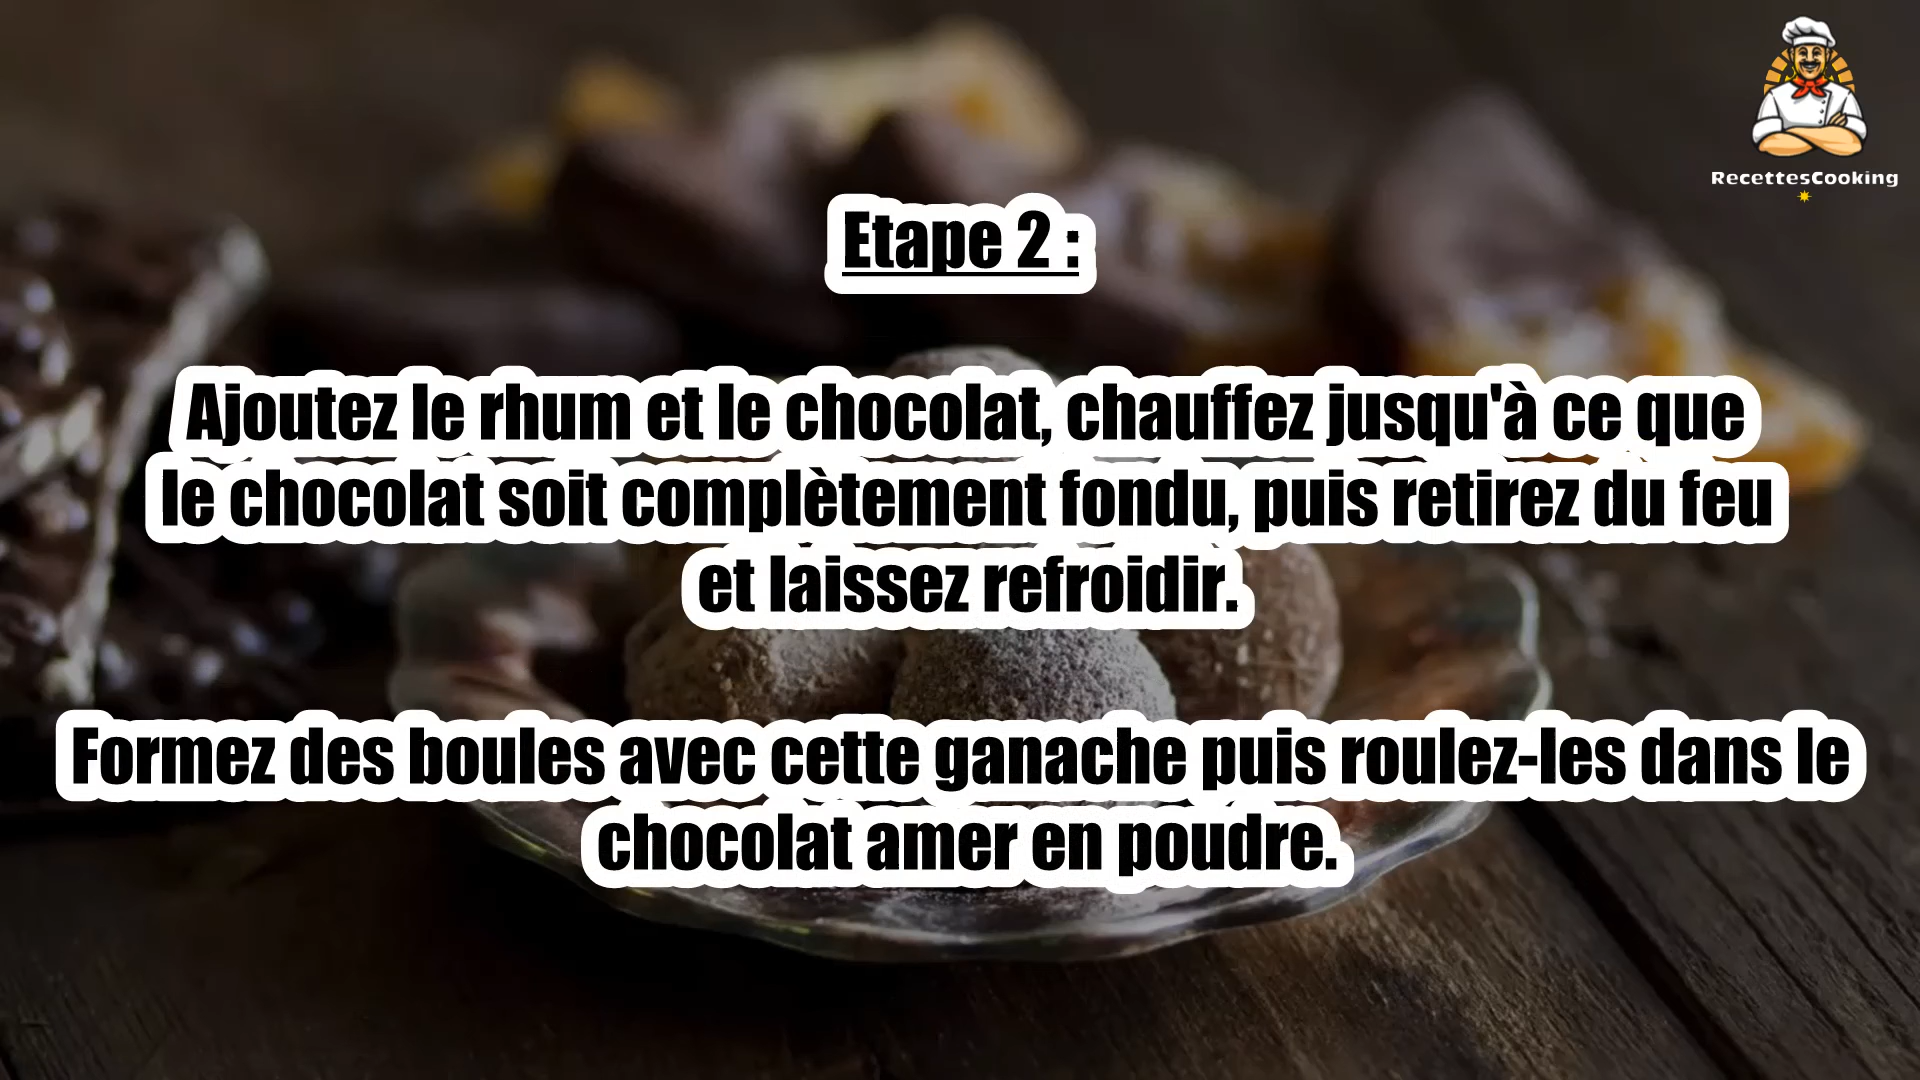 RecettesCooking
Etape 2 :
Ajoutez le rhum et le chocolat, chauffez jusqu'à ce que
le chocolat soit complètement fondu, puis retirez du feu
et laissez refroidir.
Formez des boules avec cette ganache puis roulez-les dans le
chocolat amer en poudre.